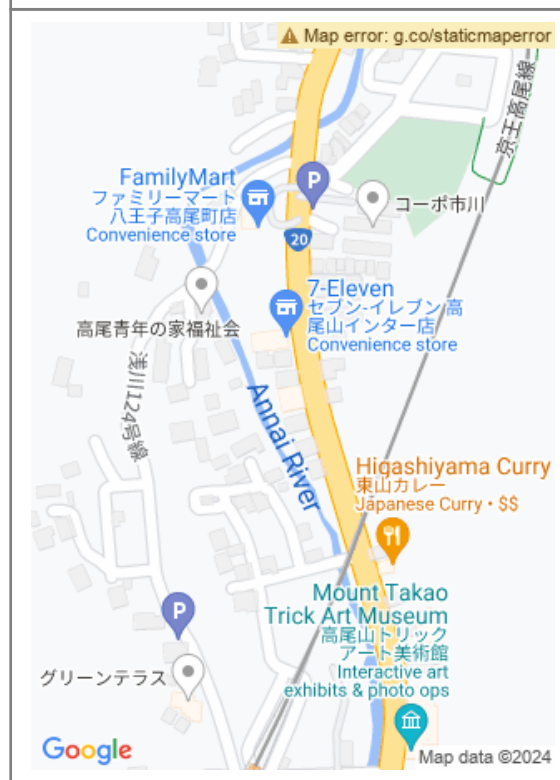 Map error: g.co/staticmaperror
京王高尾線
FamilyMart
ファミリーマート
八王子高尾町店
Convenience store
P
コーポ市川
20
7-Eleven
セブン-イレブン 高
尾山インター店
Convenience store
高尾青年の家福祉会
浅川124号線
Annai River
Higashiyama Curry
東山カレー
Japanese Curry • $$
Mount Takao
Trick Art Museum
高尾山トリック
アート美術館
Interactive art
exhibits & photo ops
P
グリーンテラス
Google
Map data ©2024